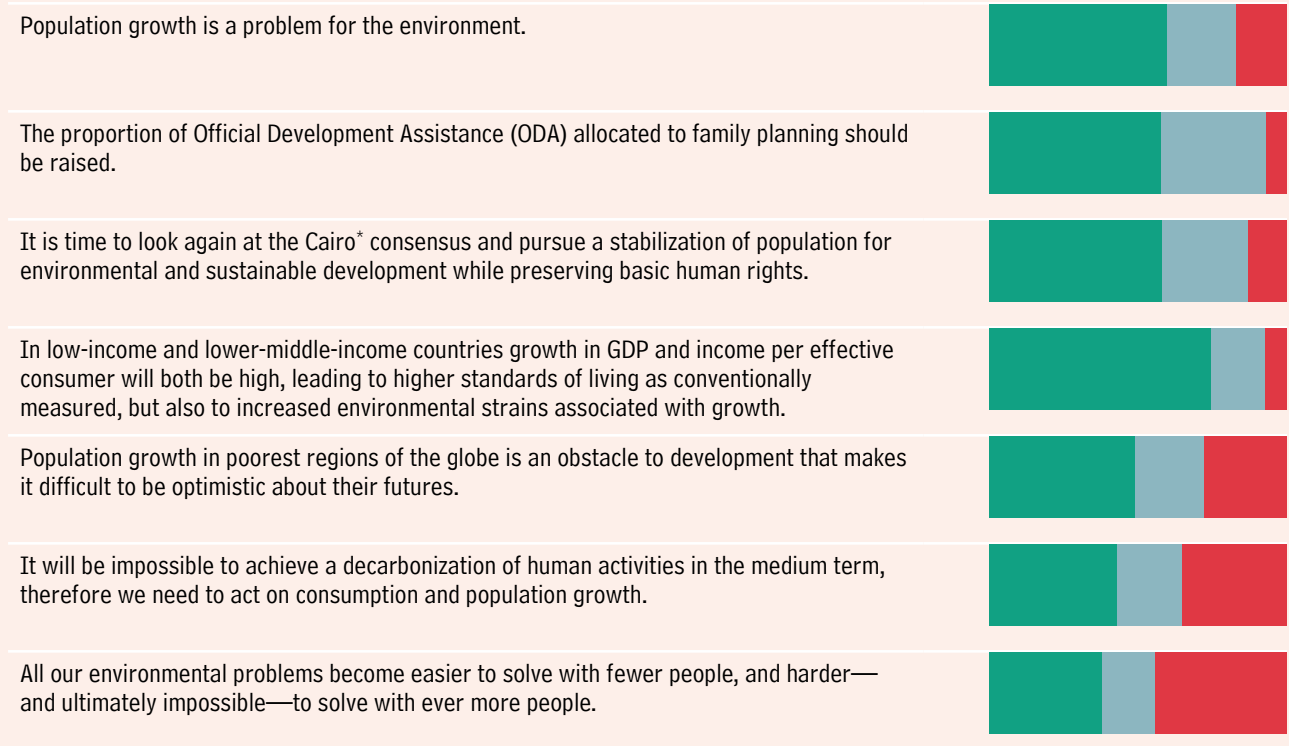 Population growth is a problem for the environment.
The proportion of Official Development Assistance (ODA) allocated to family planning should
be raised.
It is time to look again at the Cairo* consensus and pursue a stabilization of population for
environmental and sustainable development while preserving basic human rights.
In low-income and lower-middle-income countries growth in GDP and income per effective
consumer will both be high, leading to higher standards of living as conventionally
measured, but also to increased environmental strains associated with growth.
Population growth in poorest regions of the globe is an obstacle to development that makes
it difficult to be optimistic about their futures.
It will be impossible to achieve a decarbonization of human activities in the medium term,
therefore we need to act on consumption and population growth.
All our environmental problems become easier to solve with fewer people, and harder—
and ultimately impossible—to solve with ever more people.